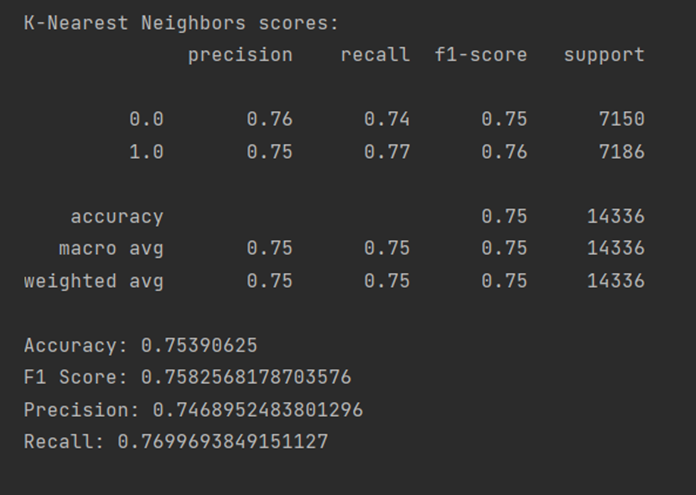 K-Nearest Neighbors scores:
precision recall f1-score support
0.0 0.76 0.74 0.75 7150
1.0 0.75 0.77 0.76 7186
accuracy 0.75 14336
macro avg 0.75 0.75 0.75 14336
weighted avg 0.75 0.75 0.75 14336
Accuracy: 0.75390625
F1 Score: 0.7582568178703576
Precision: 0.7468952483801296
Recall: 0.7699693849151127